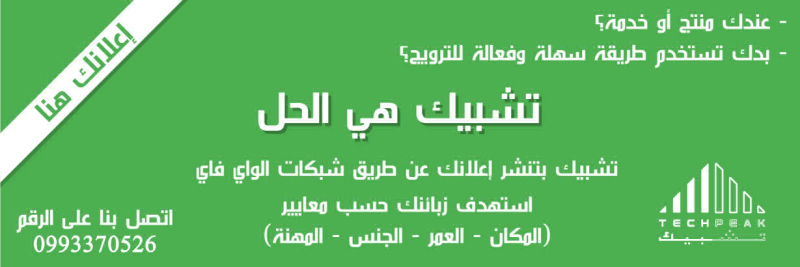 إعلانك هنا
- عندك منتج أو خدمة؟
- بدك تستخدم طريقة سهلة وفعالة للترويج؟
تشبيك هي الحل
تشبيك بتنشر إعلانك عن طريق شبكات الواي فاي
استهدف زبائنك حسب معايير
(المكان - العمر - الجنس - المهنة)
اتصل بنا على الرقم
0993370526
TECHPEAK
تشبيك